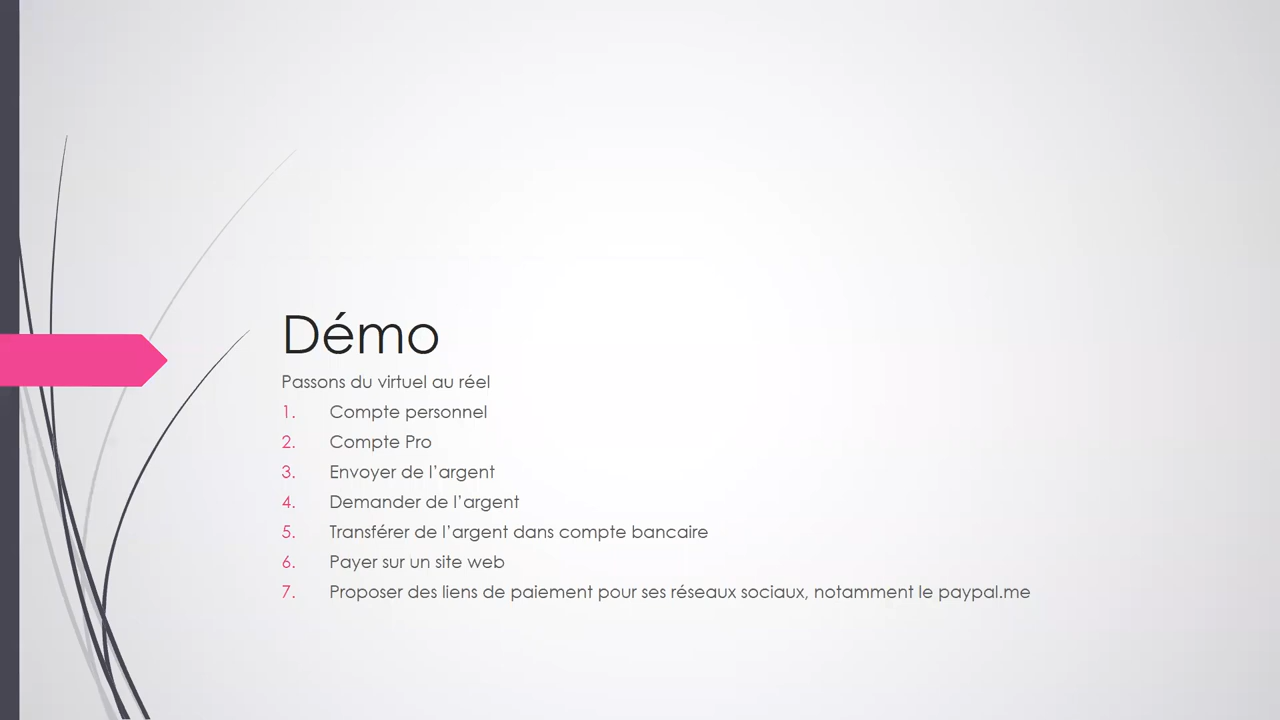 Démo
Passons du virtuel au réel
1. Compte personnel
2. Compte Pro
3. Envoyer de l’argent
4. Demander de l’argent
5. Transférer de l’argent dans compte bancaire
6. Payer sur un site web
7. Proposer des liens de paiement pour ses réseaux sociaux, notamment le paypal.me